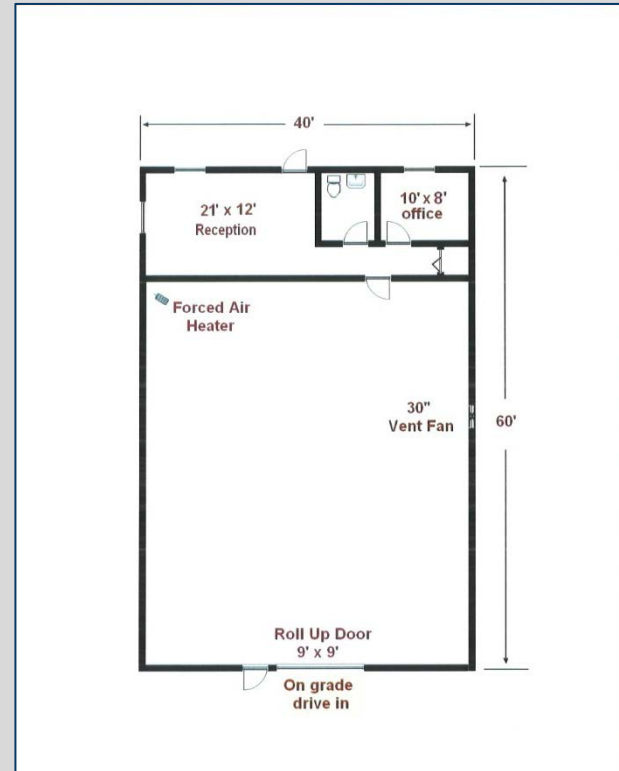 40'
21' x 12'
Reception
10' x 8'
office
Forced Air
Heater
30"
Vent Fan
60'
Roll Up Door
9' x 9'
On grade
drive in